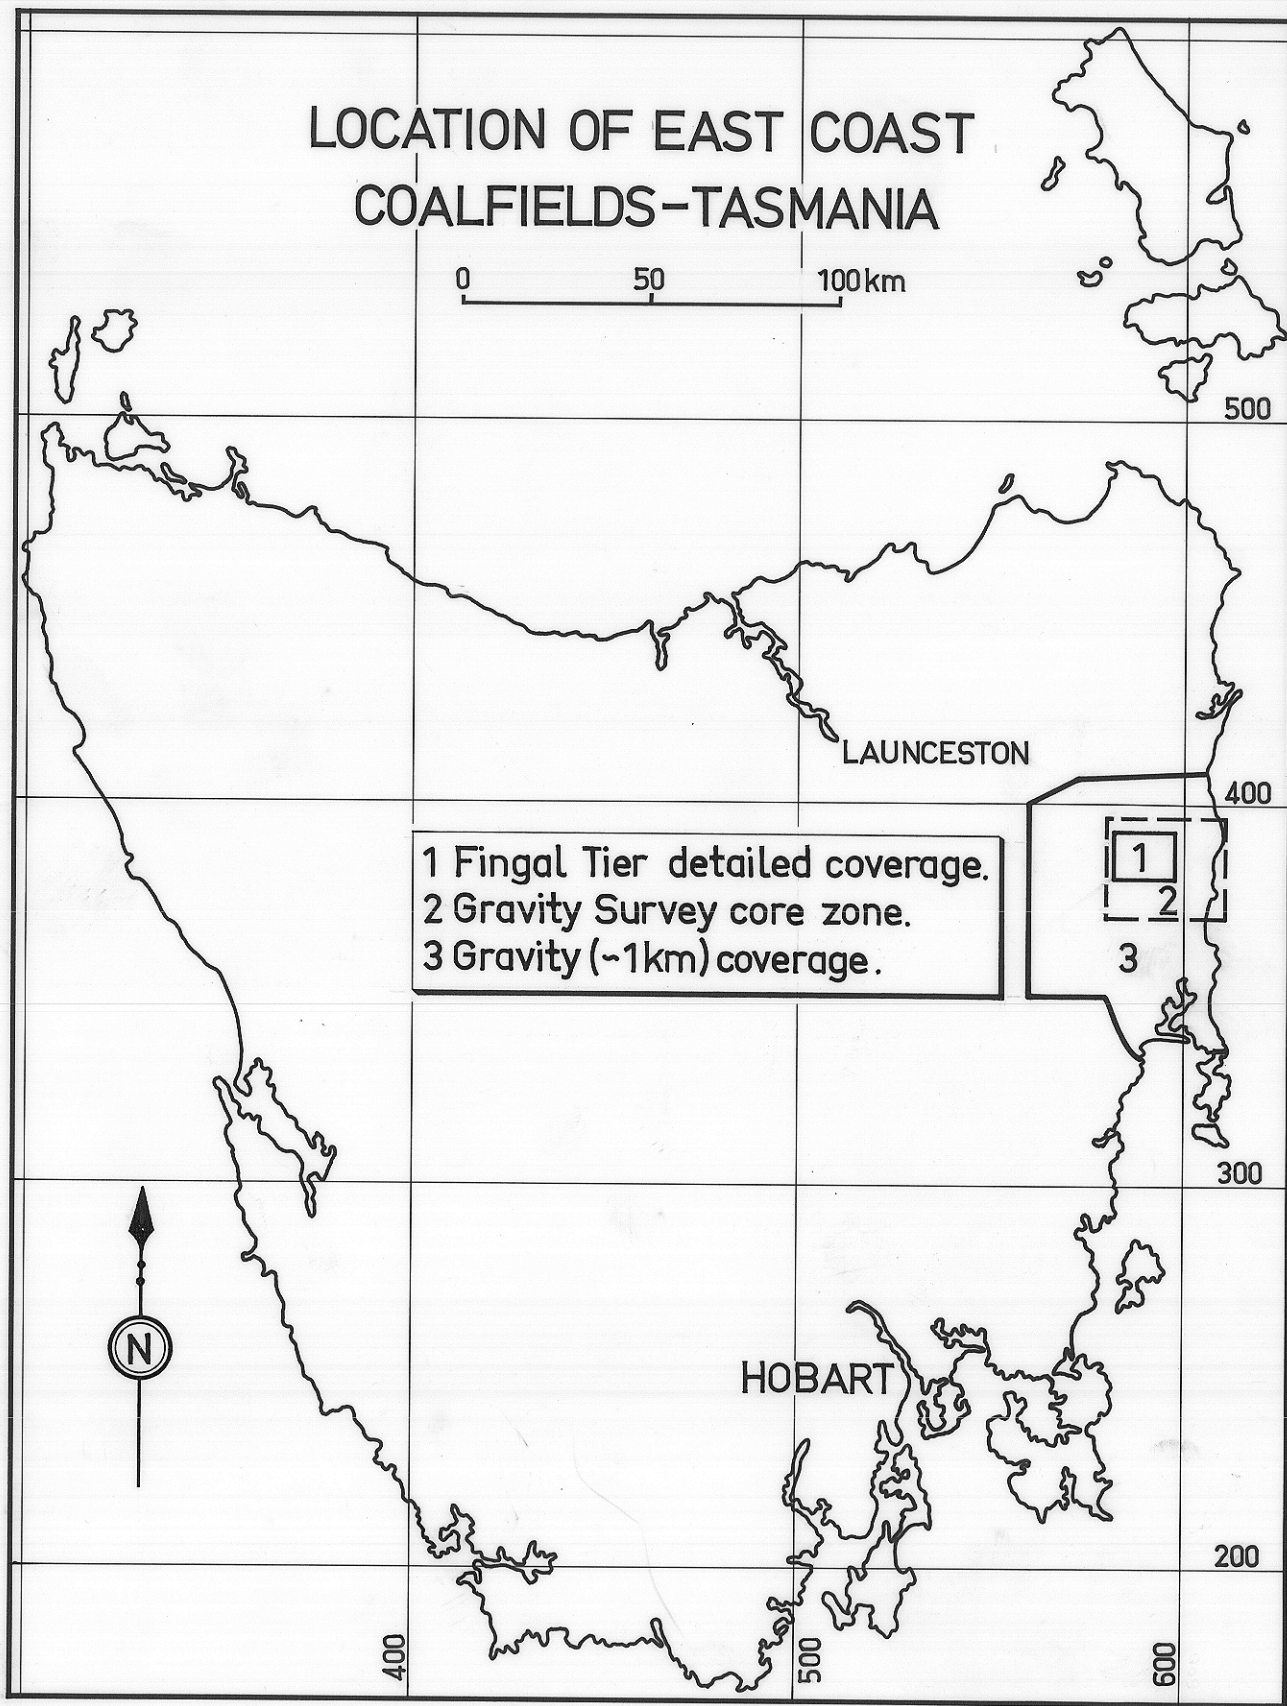 LOCATION OF EAST COAST
COALFIELDS-TASMANIA
0 50 100km
500
LAUNCESTON
400
1 Fingal Tier detailed coverage.
2 Gravity Survey core zone.
3 Gravity (~1km) coverage.
1
2
3
300
N
HOBART
200
400
500
600